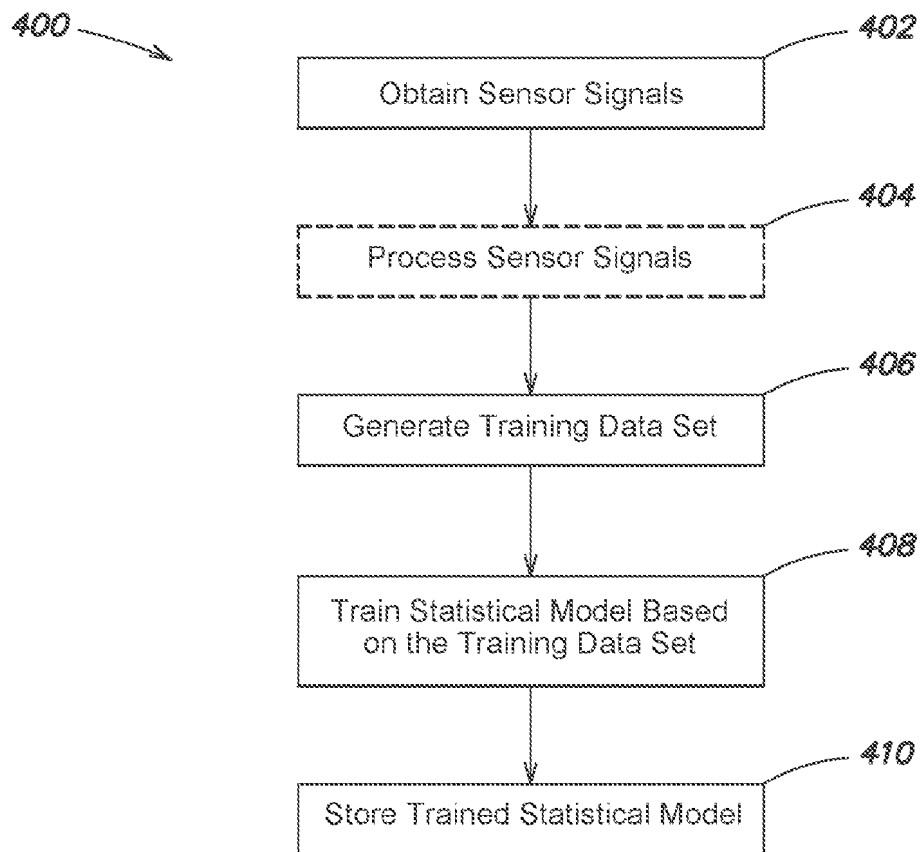 400
402
Obtain Sensor Signals
404
Process Sensor Signals
406
Generate Training Data Set
408
Train Statistical Model Based
on the Training Data Set
410
Store Trained Statistical Model